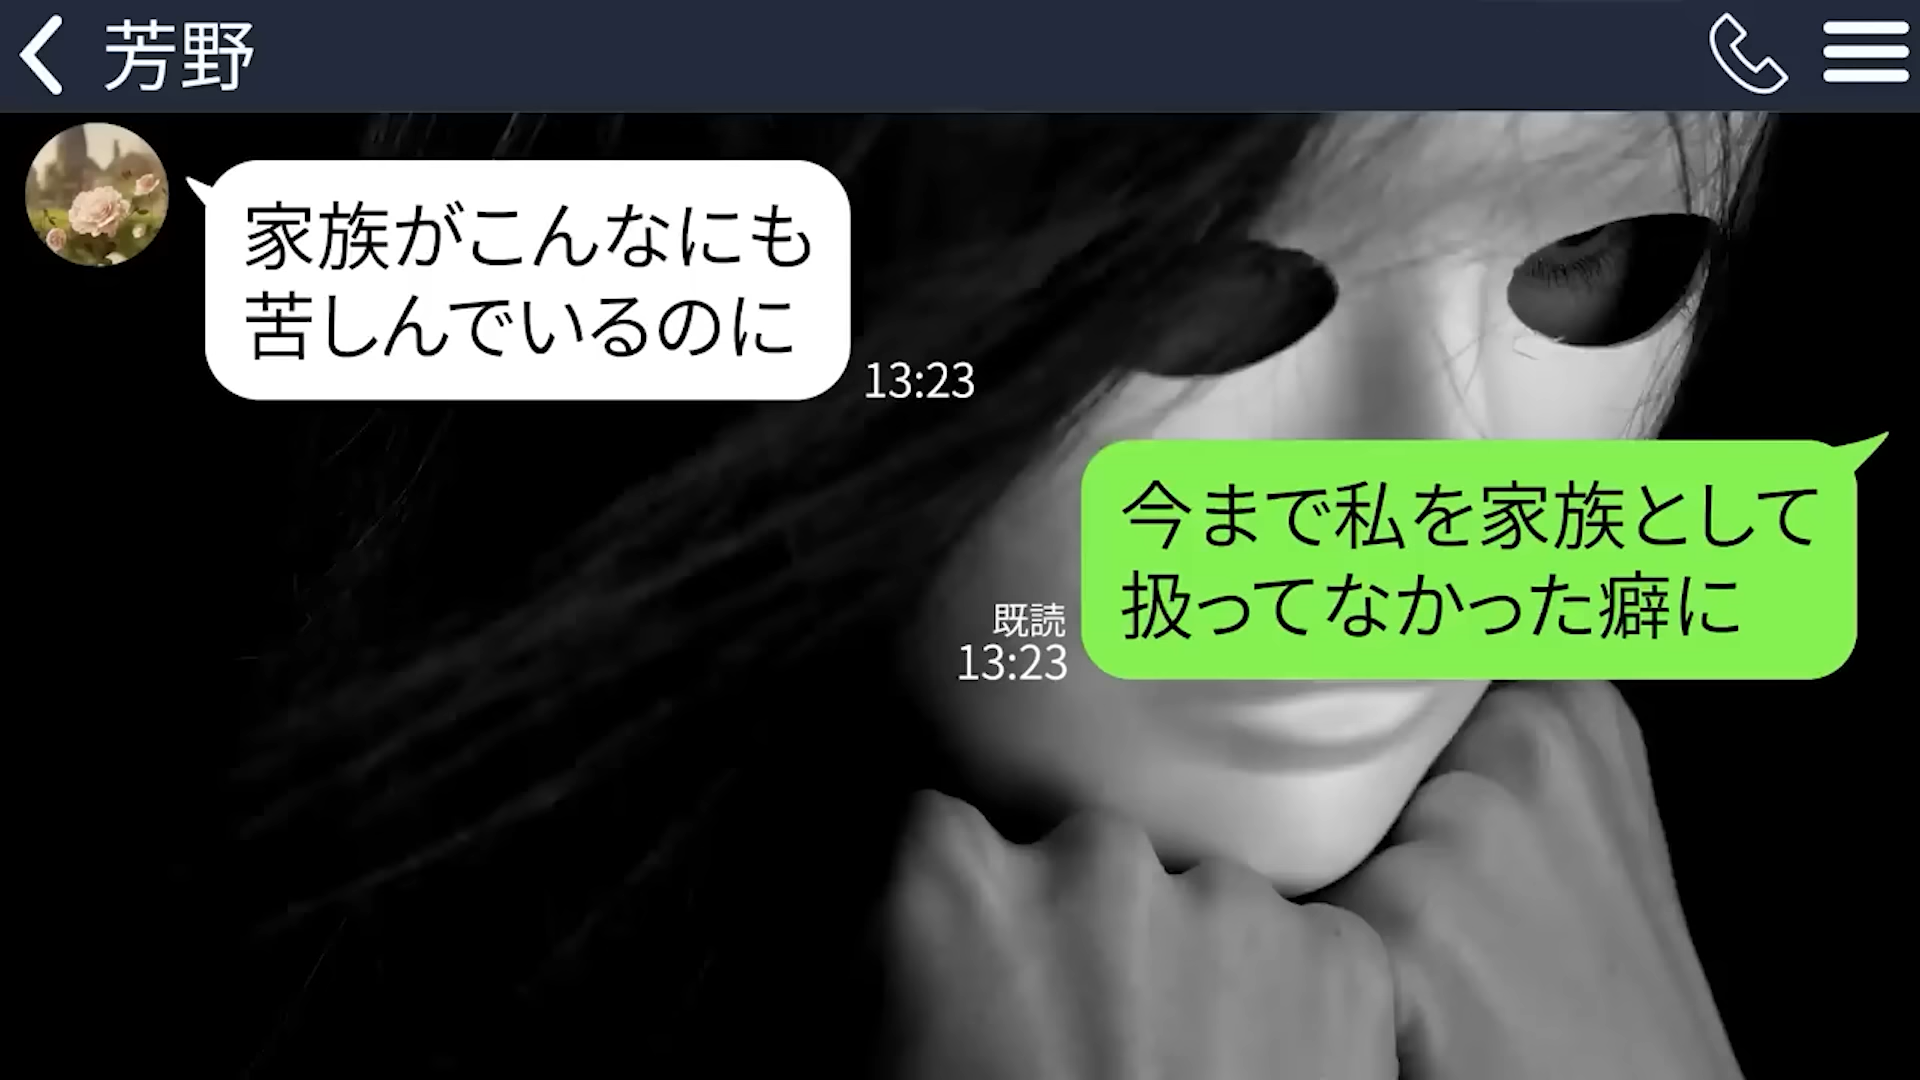 芳野
家族がこんなにも
苦しんでいるのに
13:23
今まで私を家族として
扱ってなかった癖に
既読
13:23